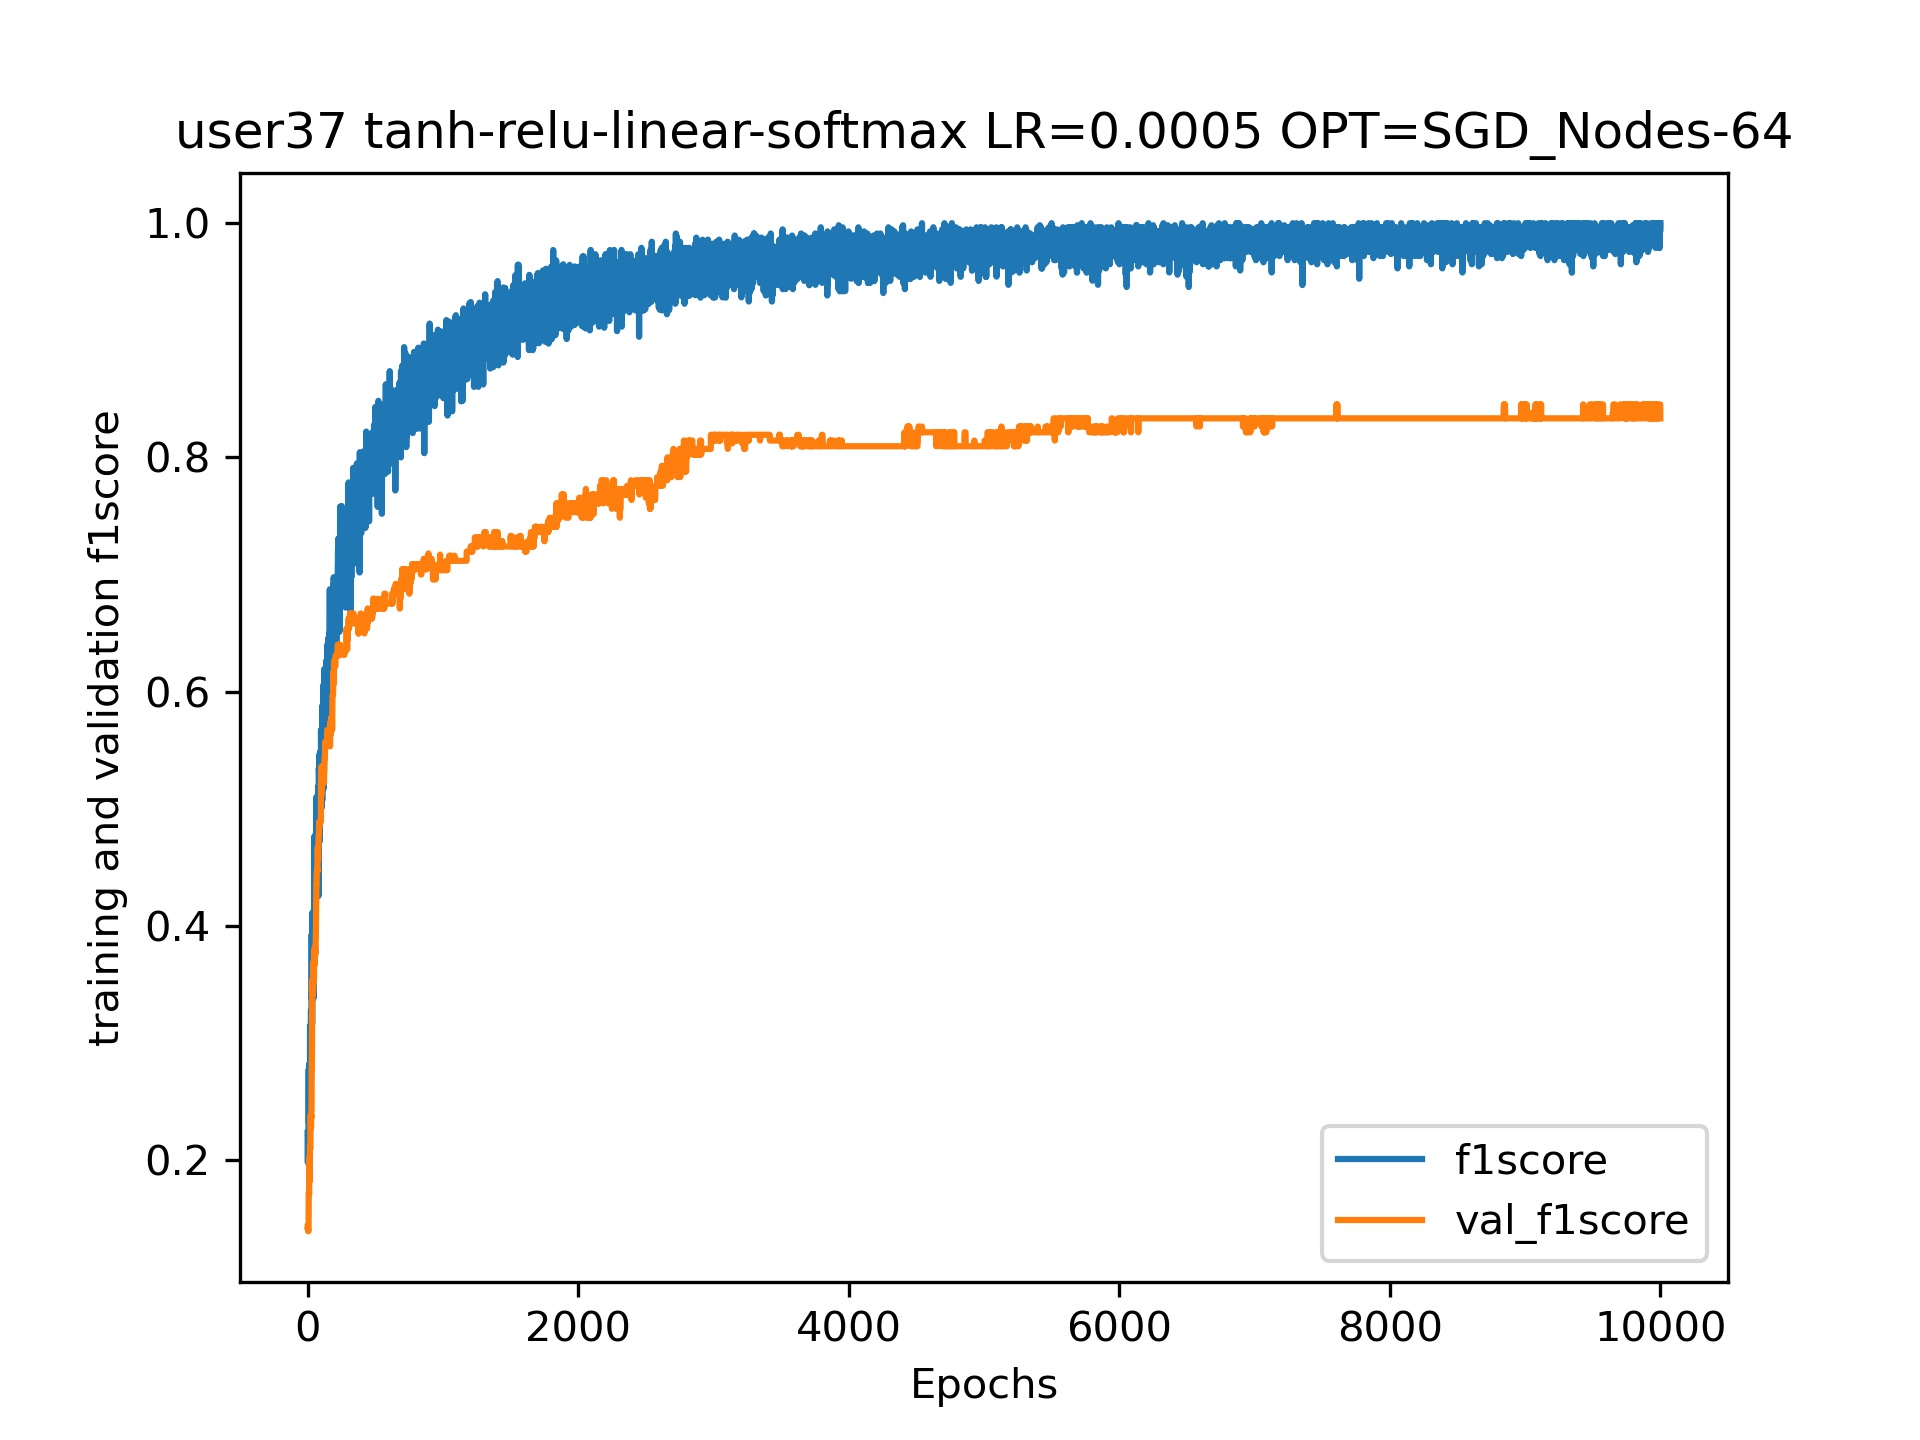 user37 tanh-relu-linear-softmax LR=0.0005 OPT=SGD_Nodes-64
training and validation f1score
1.0
0.8
0.6
0.4
0.2
f1score
val_f1score
0 2000 4000 6000 8000 10000
Epochs